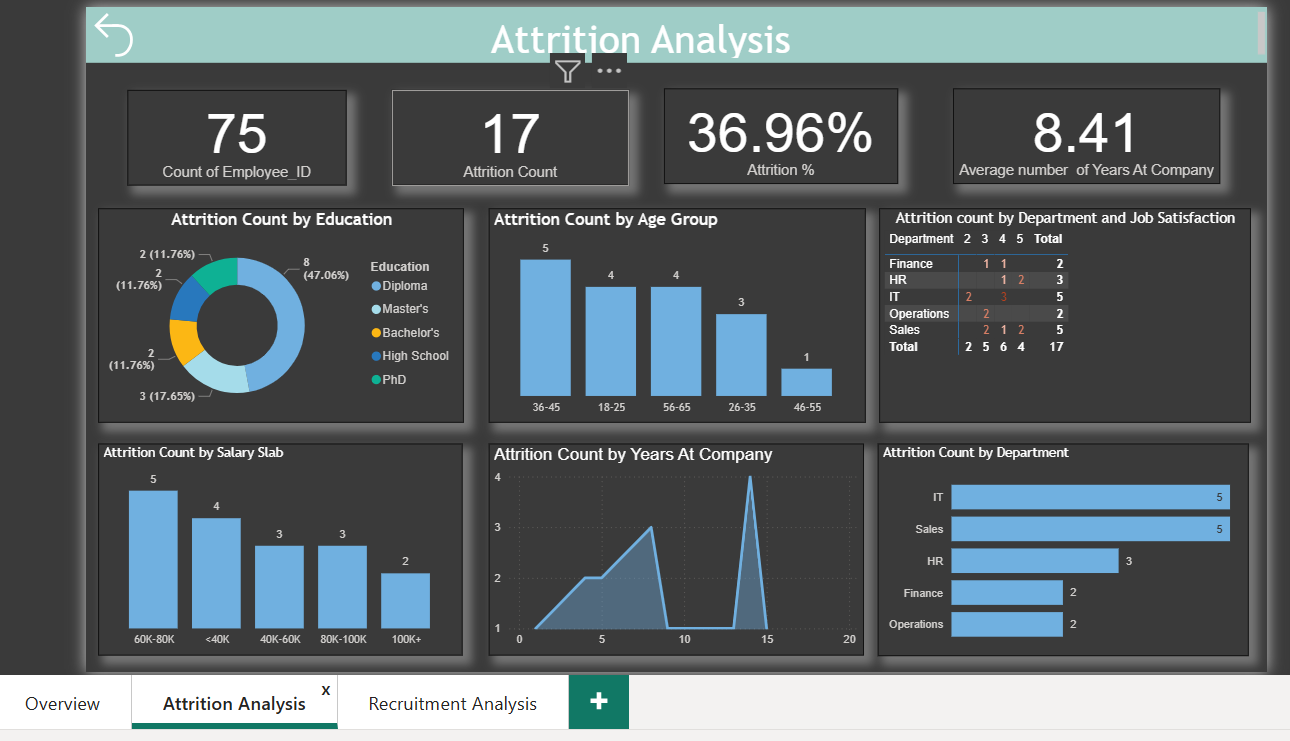 Attrition Analysis
75
Count of Employee_ID
17
Attrition Count
36.96%
Attrition %
8.41
Average number of Years At Company
Attrition Count by Education
2 (11.76%)
2
(11.76%)
2
(11.76%)
3 (17.65%)
8
(47.06%)
Education
Diploma
Master's
Bachelor's
High School
PhD
Attrition Count by Age Group
5
4
4
3
1
36-45
18-25
56-65
26-35
46-55
Attrition count by Department and Job Satisfaction
Department 2 3 4 5 Total
Finance 1 1 2
HR 1 2 3
IT 2 3 5
Operations 2 2
Sales 2 1 2 5
Total 2 5 6 4 17
Attrition Count by Salary Slab
5
4
3
3
2
60K-80K
<40K
40K-60K
80K-100K
100K+
Attrition Count by Years At Company
4
3
2
1
0 5 10 15 20
Attrition Count by Department
IT 5
Sales 5
HR 3
Finance 2
Operations 2
Overview
Attrition Analysis x
Recruitment Analysis
+